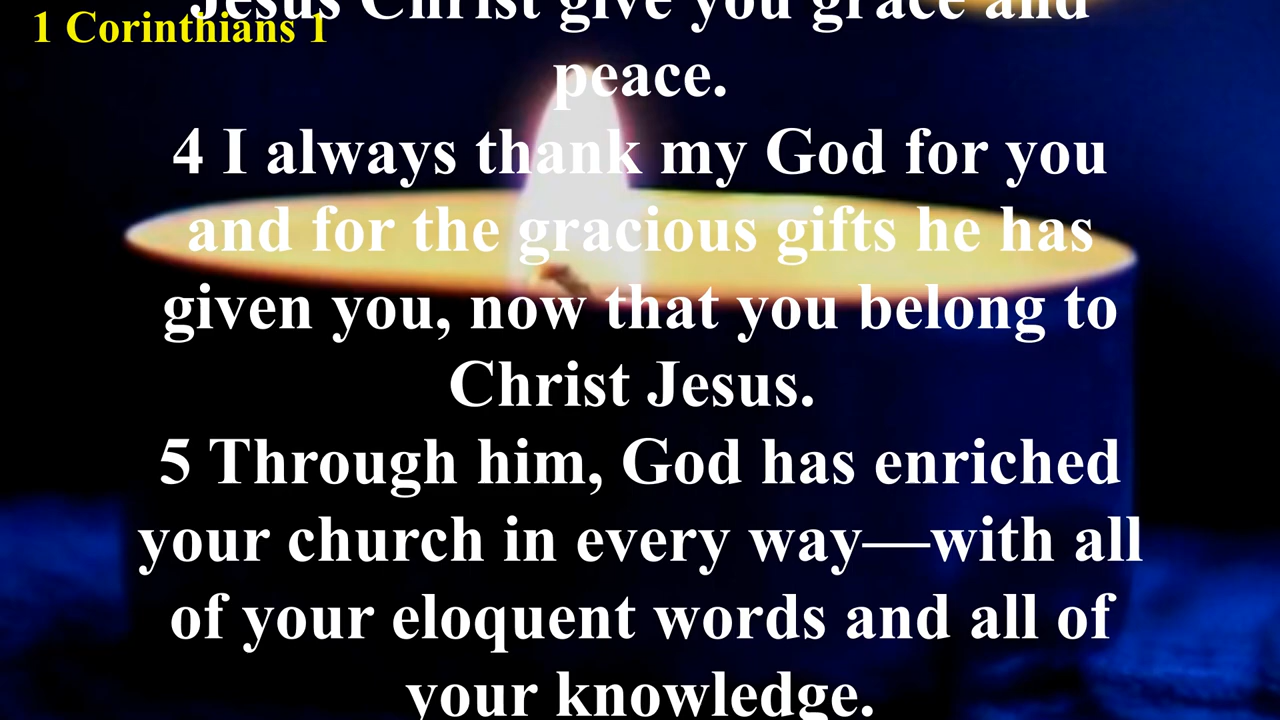 Jesus Christ give you grace and
1 Corinthians 1
peace.
4 I always thank my God for you
and for the gracious gifts he has
given you, now that you belong to
Christ Jesus.
5 Through him, God has enriched
your church in every way—with all
of your eloquent words and all of
your knowledge.